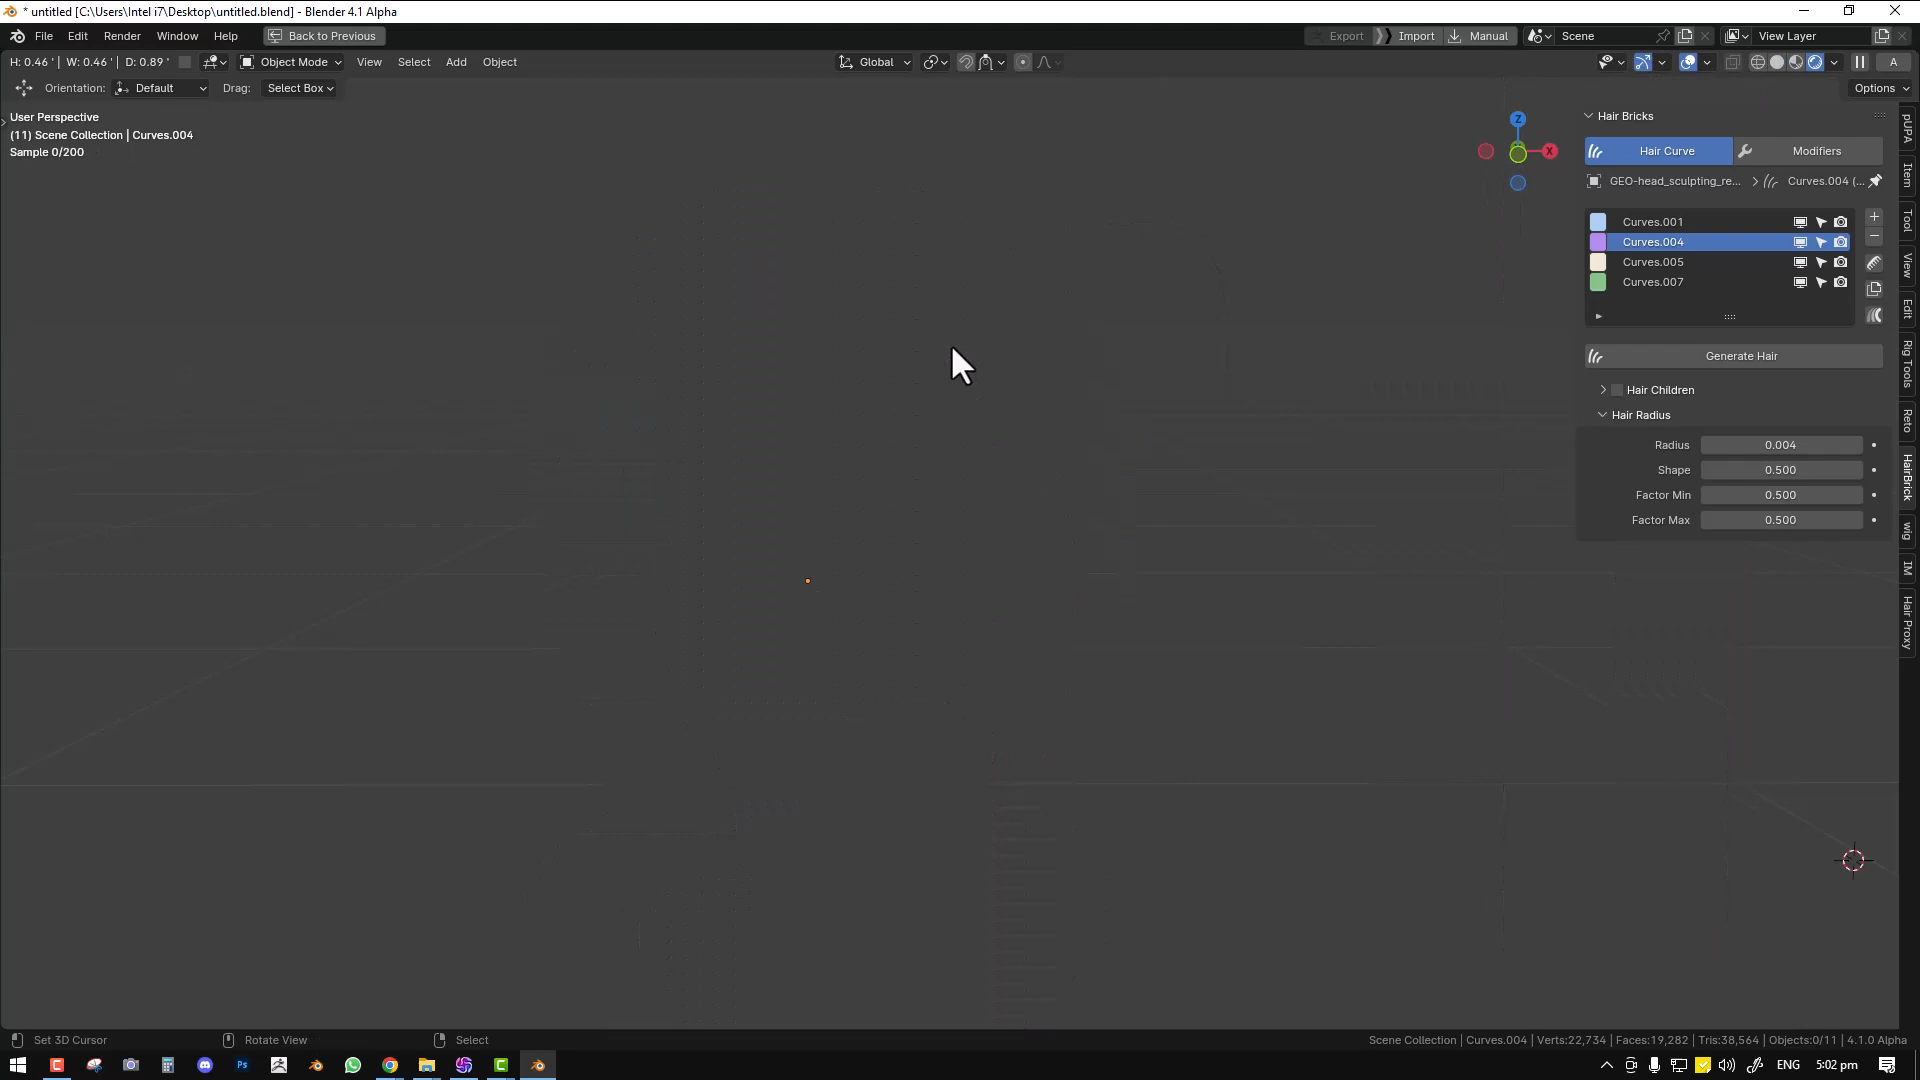 * untitled [C:\Users\Intel i7\Desktop\untitled.blend] - Blender 4.1 Alpha
File Edit Render Window Help Back to Previous Export Import Manual Scene View Layer
H: 0.46 ' | W: 0.46 ' | D: 0.89 ' Object Mode View Select Add Object Global A
Orientation: Default Drag: Select Box Options
User Perspective
(11) Scene Collection | Curves.004
Sample 0/200
Z
X
Hair Bricks
Hair Curve Modifiers
GEO-head_sculpting_re... Curves.004 (...
Curves.001
Curves.004
Curves.005
Curves.007
Generate Hair
Hair Children
Hair Radius
Radius 0.004
Shape 0.500
Factor Min 0.500
Factor Max 0.500
pUPA
Item
Tool
View
Edit
Rig Tools
Reto
HairBrick
wig
IM
Hair Proxy
Set 3D Cursor Rotate View Select Scene Collection | Curves.004 | Verts:22,734 | Faces:19,282 | Tris:38,564 | Objects:0/11 | 4.1.0 Alpha
Ps ENG 5:02 pm